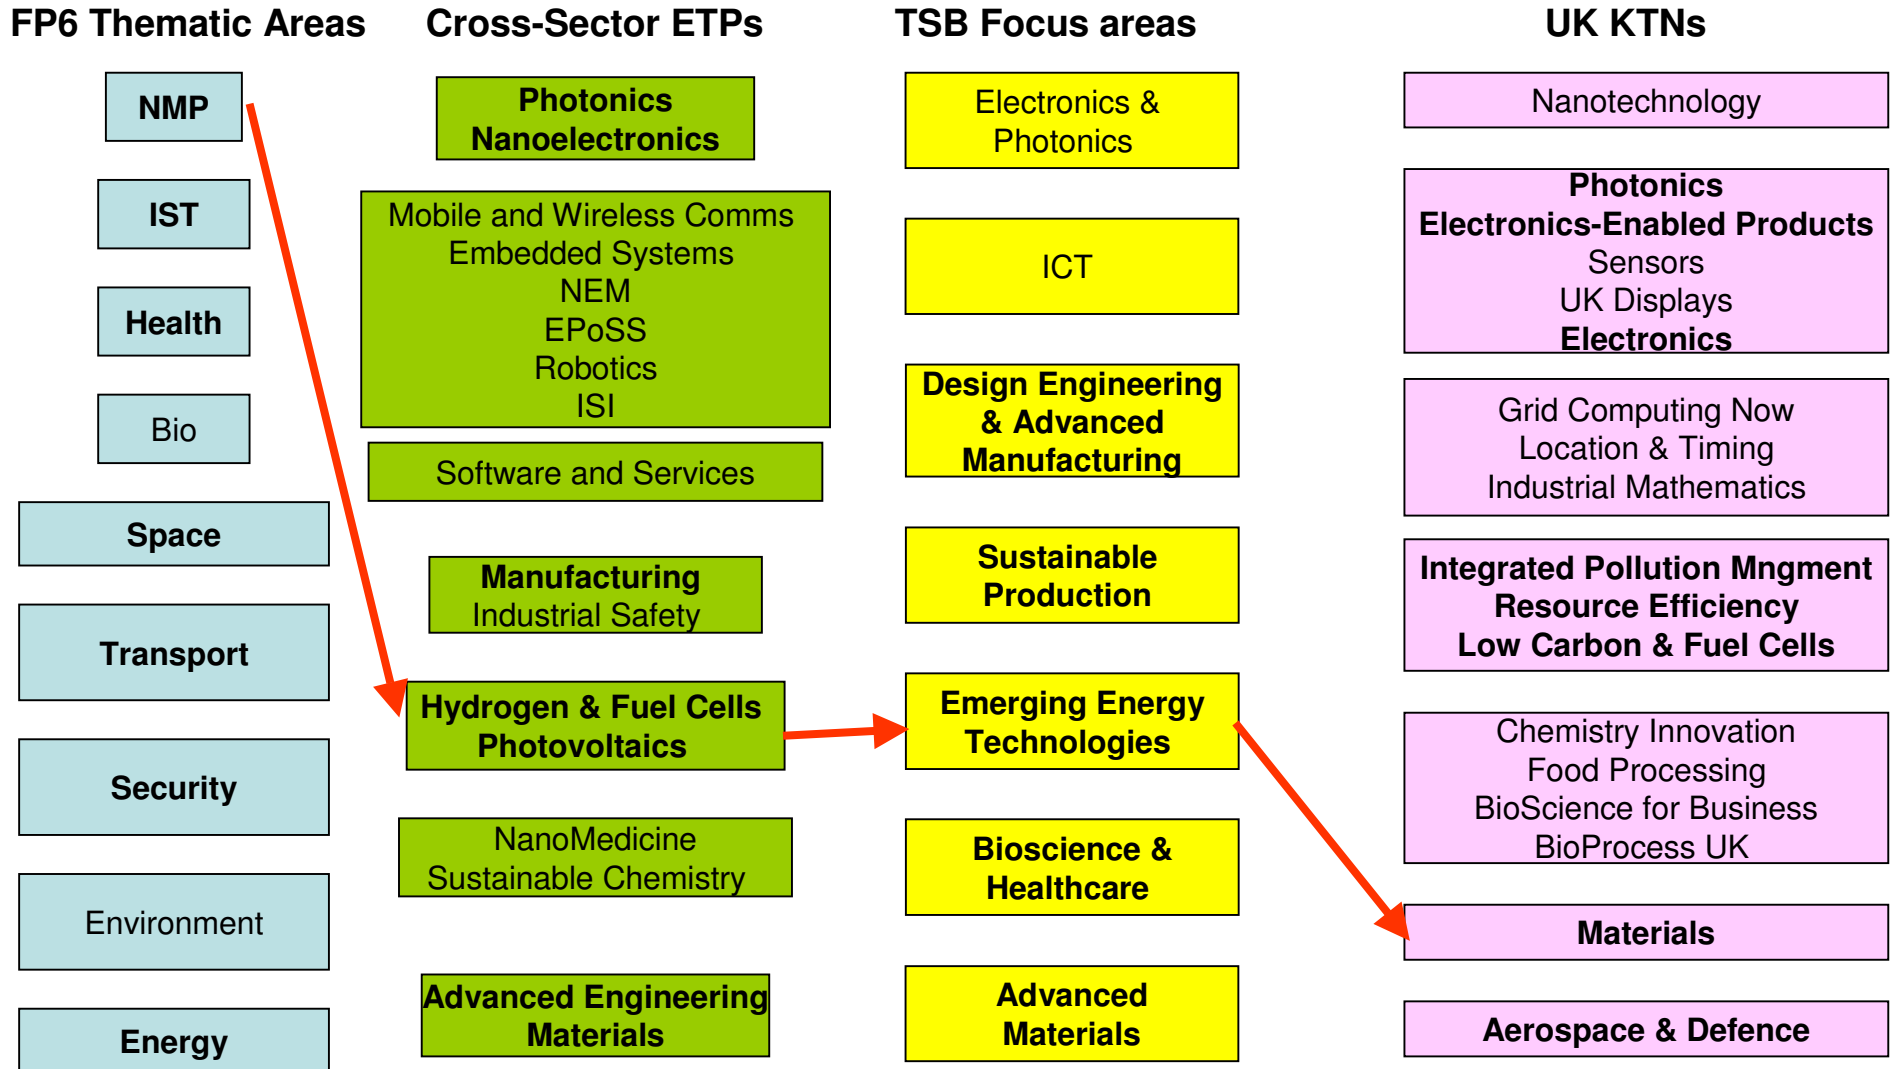 FP6 Thematic Areas
NMP
IST
Health
Bio
Space
Transport
Security
Environment
Energy
Cross-Sector ETPs
Photonics
Nanoelectronics
Mobile and Wireless Comms
Embedded Systems
NEM
EPoSS
Robotics
ISI
Software and Services
Manufacturing
Industrial Safety
Hydrogen & Fuel Cells
Photovoltaics
NanoMedicine
Sustainable Chemistry
Advanced Engineering
Materials
TSB Focus areas
Electronics &
Photonics
ICT
Design Engineering
& Advanced
Manufacturing
Sustainable
Production
Emerging Energy
Technologies
Bioscience &
Healthcare
Advanced
Materials
UK KTNs
Nanotechnology
Photonics
Electronics-Enabled Products
Sensors
UK Displays
Electronics
Grid Computing Now
Location & Timing
Industrial Mathematics
Integrated Pollution Mngment
Resource Efficiency
Low Carbon & Fuel Cells
Chemistry Innovation
Food Processing
BioScience for Business
BioProcess UK
Materials
Aerospace & Defence